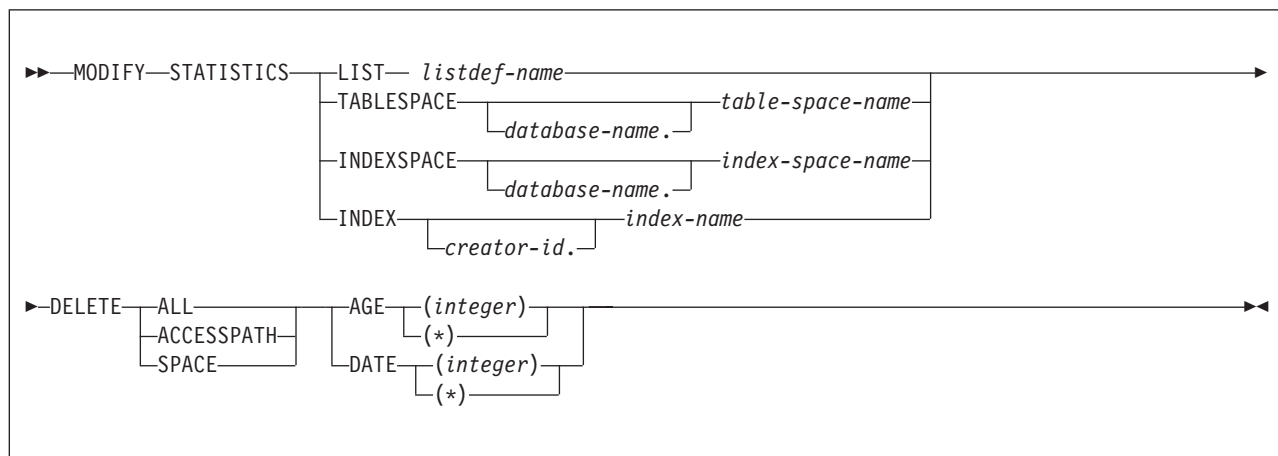 MODIFY STATISTICS LIST listdef-name
TABLESPACE table-space-name
database-name.
INDEXSPACE index-space-name
database-name.
INDEX index-name
creator-id.
DELETE ALL AGE (integer)
ACCESSPATH (*)
SPACE DATE (integer)
(*)